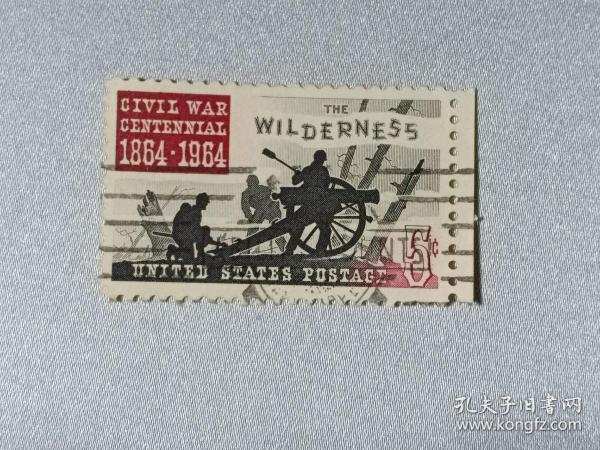 CIVIL WAR
CENTENNIAL
1864-1964
THE
WILDERNESS
5¢
UNITED STATES POSTAGE
孔夫子旧书网
www.kongfz.com